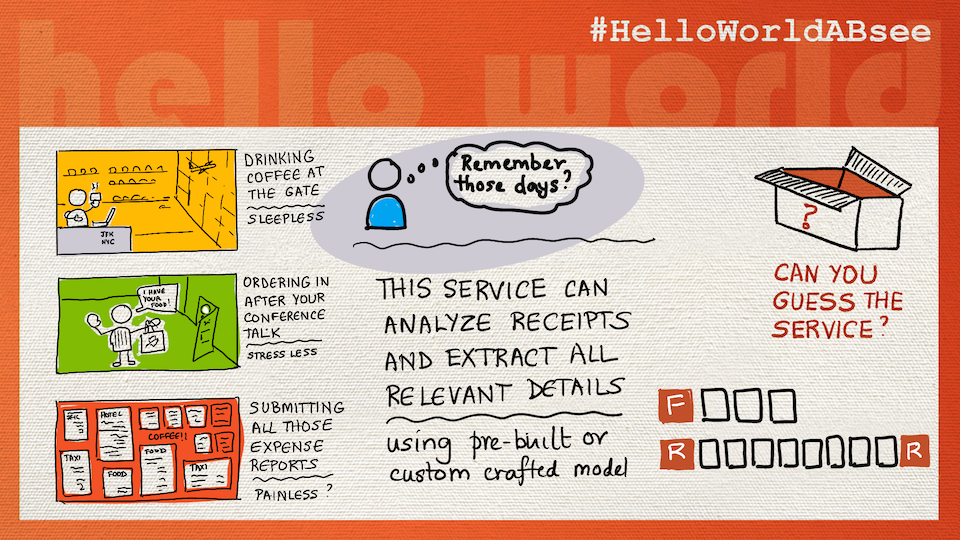 #HelloWorldABsee
hello world
DRINKING
COFFEE AT
THE GATE
SLEEPLESS
JFK
NYC
Remember
those days?
?
CAN YOU
GUESS THE
SERVICE?
I HAVE
YOUR
FOOD!
ORDERING IN
AFTER YOUR
CONFERENCE
TALK
STRESS LESS
THIS SERVICE CAN
ANALYZE RECEIPTS
AND EXTRACT ALL
RELEVANT DETAILS
using pre-built or
custom crafted model
HOTEL
COFFEE!!
TAXI
FOOD
FOOD
TAXI
SUBMITTING
ALL THOSE
EXPENSE
REPORTS
PAINLESS?
F
R R